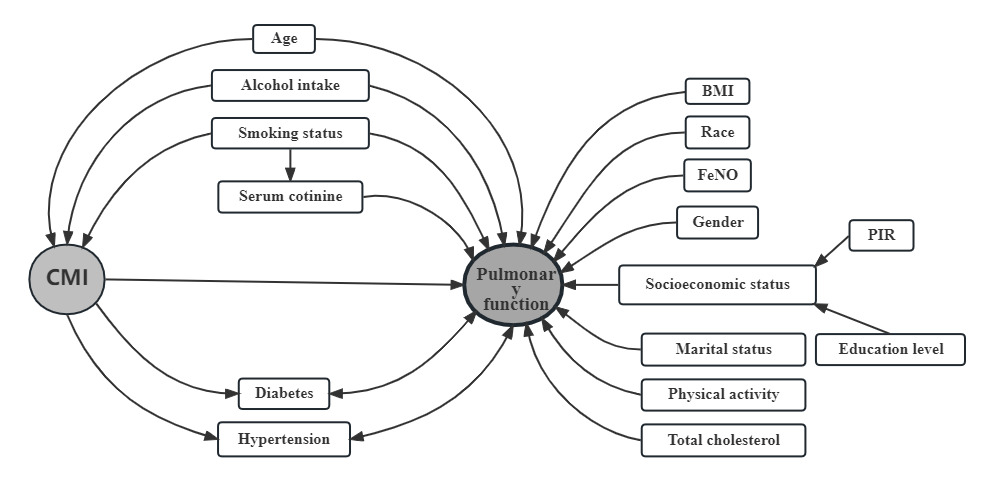 Age
Alcohol intake
Smoking status
Serum cotinine
CMI
Pulmonar
y
function
Diabetes
Hypertension
BMI
Race
FeNO
Gender
PIR
Socioeconomic status
Education level
Marital status
Physical activity
Total cholesterol